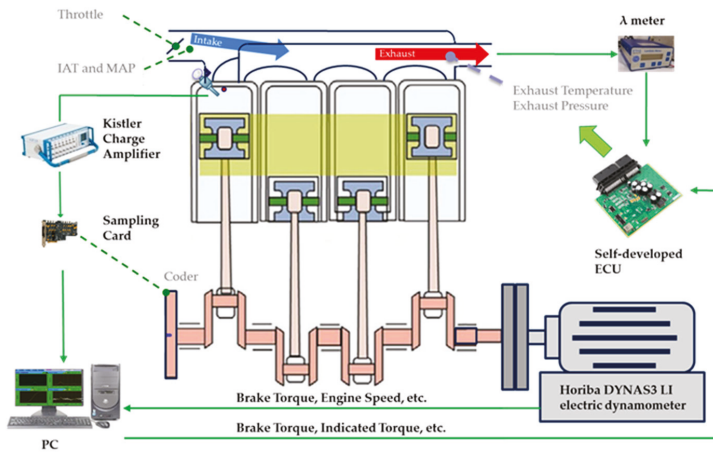 Throttle
Intake
IAT and MAP
Exhaust
λ meter
Exhaust Temperature
Exhaust Pressure
Kistler
Charge
Amplifier
Sampling
Card
Coder
Self-developed
ECU
Horiba DYNAS3 LI
electric dynamometer
Brake Torque, Engine Speed, etc.
Brake Torque, Indicated Torque, etc.
PC